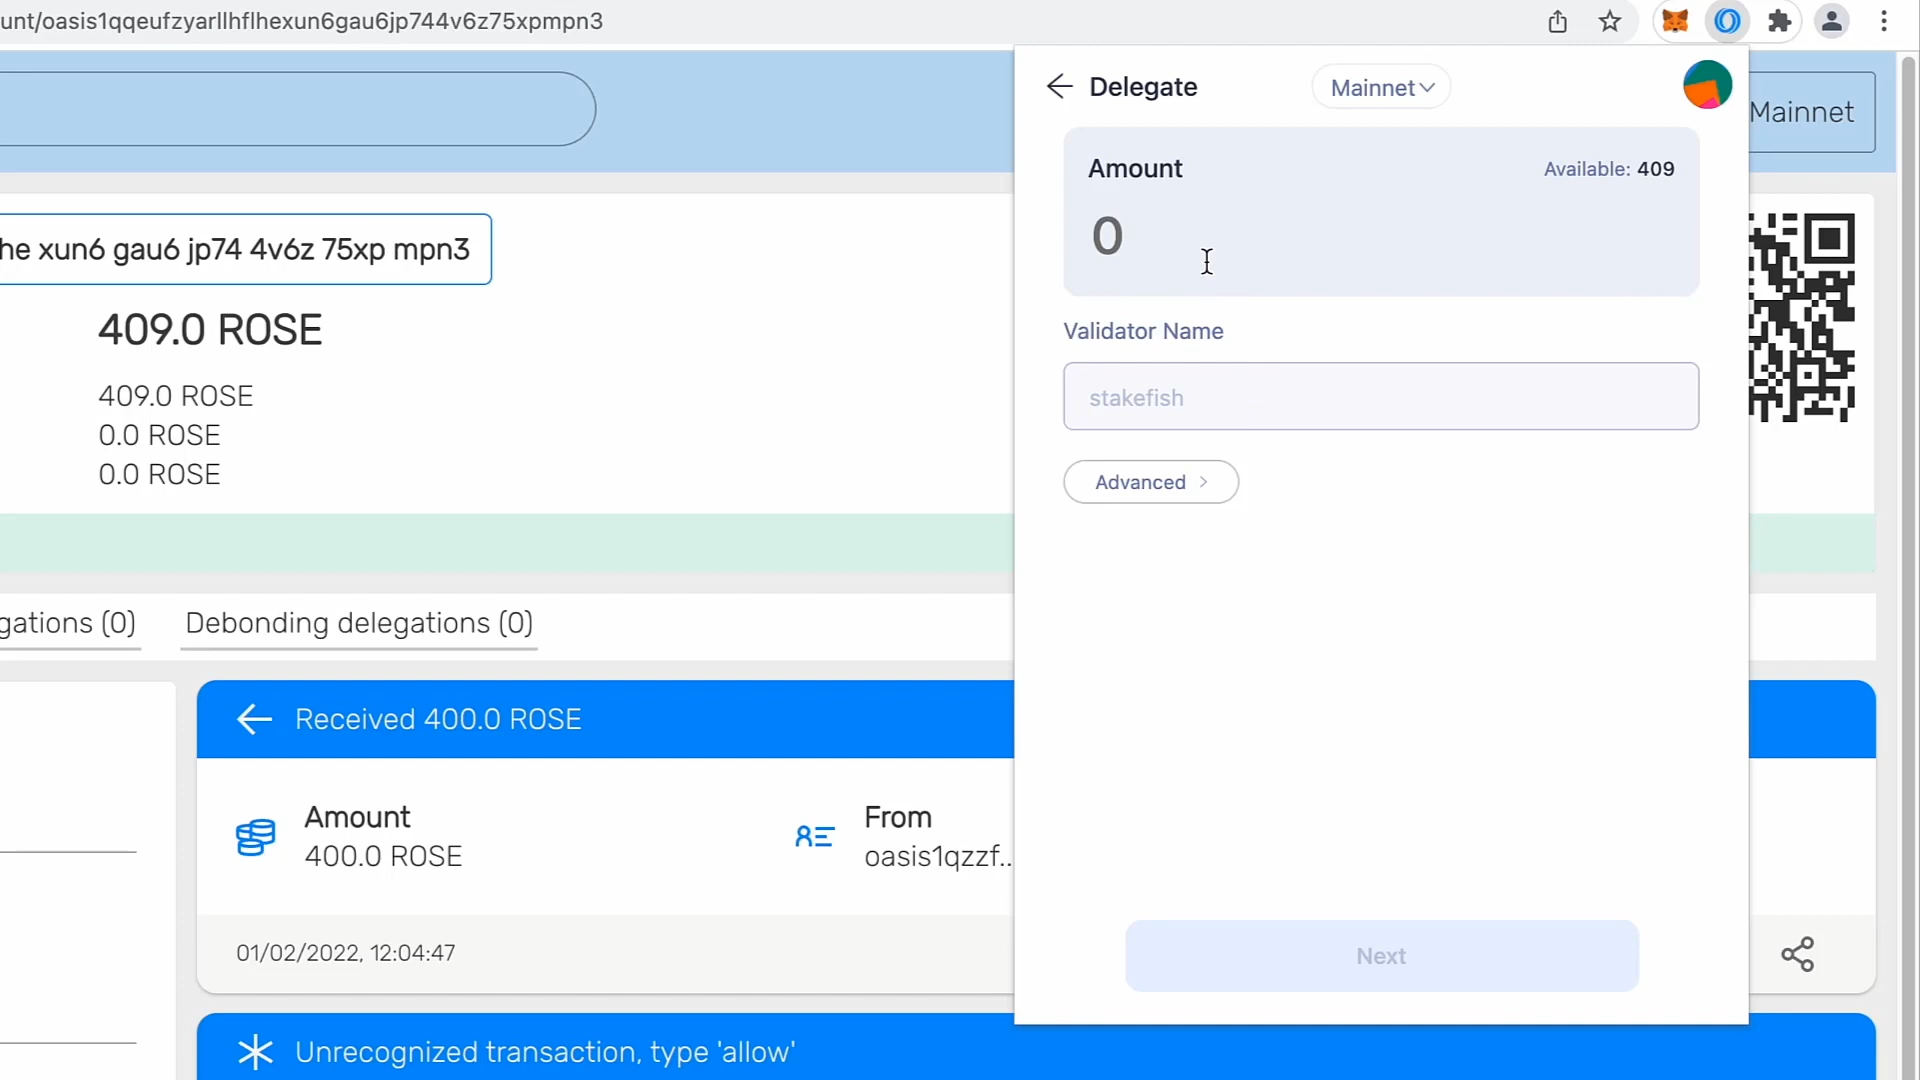 unt/oasis1qqeufzyarllhflhexun6gau6jp744v6z75xpmpn3
Delegate
Mainnet
Mainnet
Amount
Available: 409
0
he xun6 gau6 jp74 4v6z 75xp mpn3
409.0 ROSE
409.0 ROSE
0.0 ROSE
0.0 ROSE
Validator Name
stakefish
Advanced
gations (0)
Debonding delegations (0)
Received 400.0 ROSE
Amount
400.0 ROSE
From
oasis1qzzf..
01/02/2022, 12:04:47
Next
Unrecognized transaction, type 'allow'